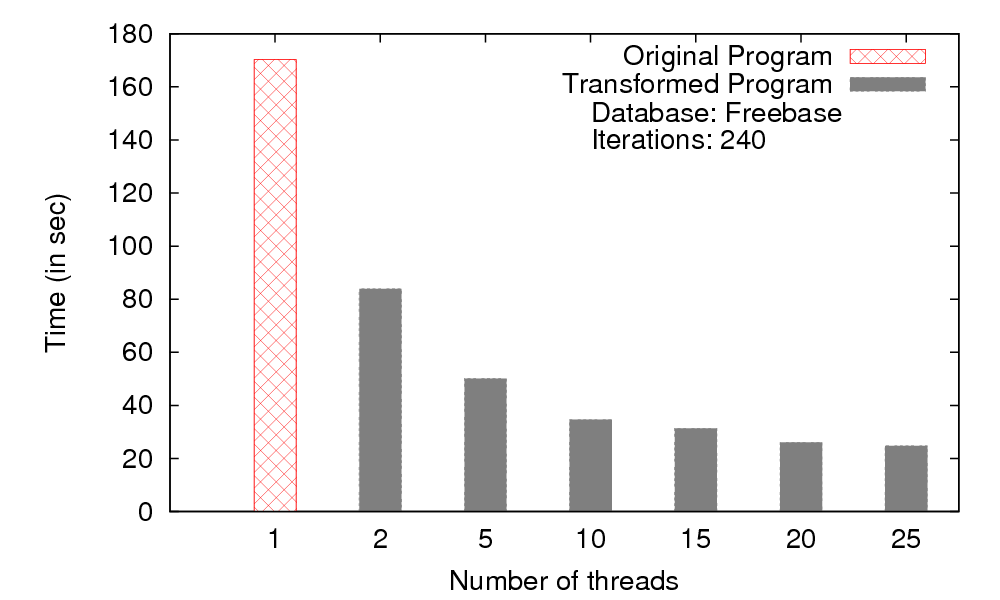 180
160
140
120
100
80
60
40
20
0
Time (in sec)
Original Program
Transformed Program
Database: Freebase
Iterations: 240
1 2 5 10 15 20 25
Number of threads